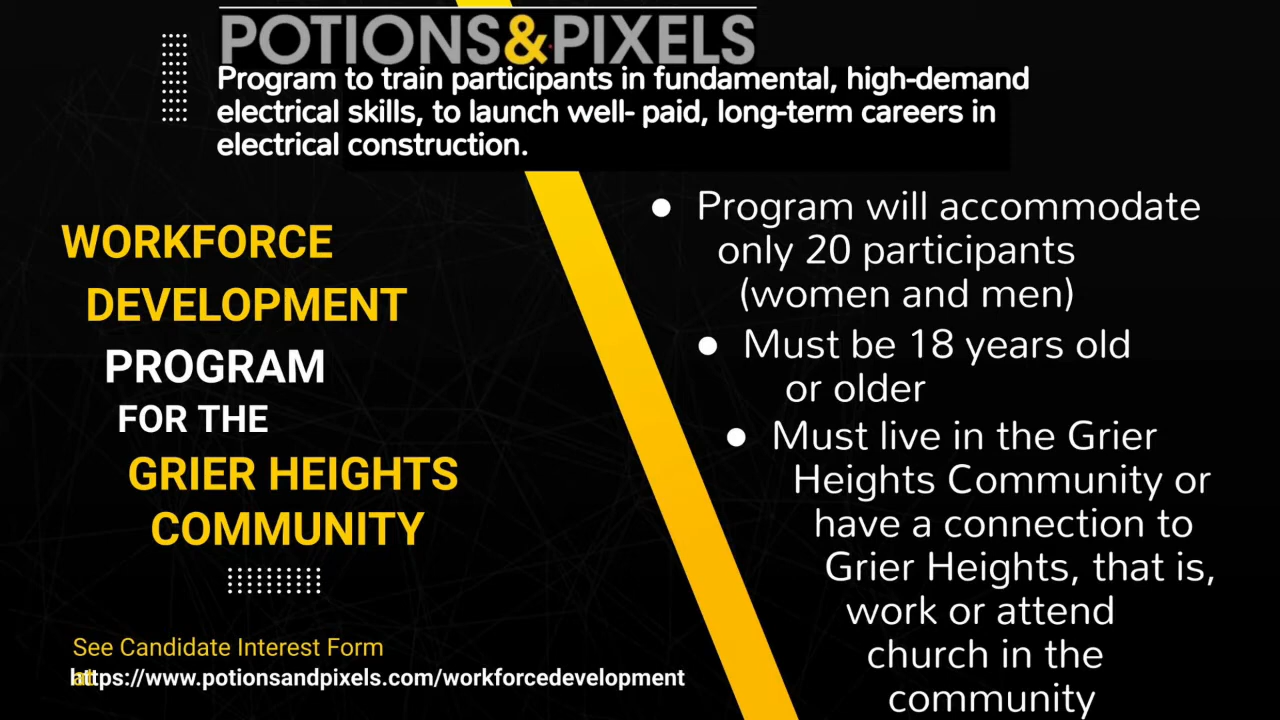 POTIONS&PIXELS
Program to train participants in fundamental, high-demand
electrical skills, to launch well- paid, long-term careers in
electrical construction.
WORKFORCE
DEVELOPMENT
PROGRAM
FOR THE
GRIER HEIGHTS
COMMUNITY
See Candidate Interest Form
at
https://www.potionsandpixels.com/workforcedevelopment
● Program will accommodate
only 20 participants
(women and men)
● Must be 18 years old
or older
● Must live in the Grier
Heights Community or
have a connection to
Grier Heights, that is,
work or attend
church in the
community